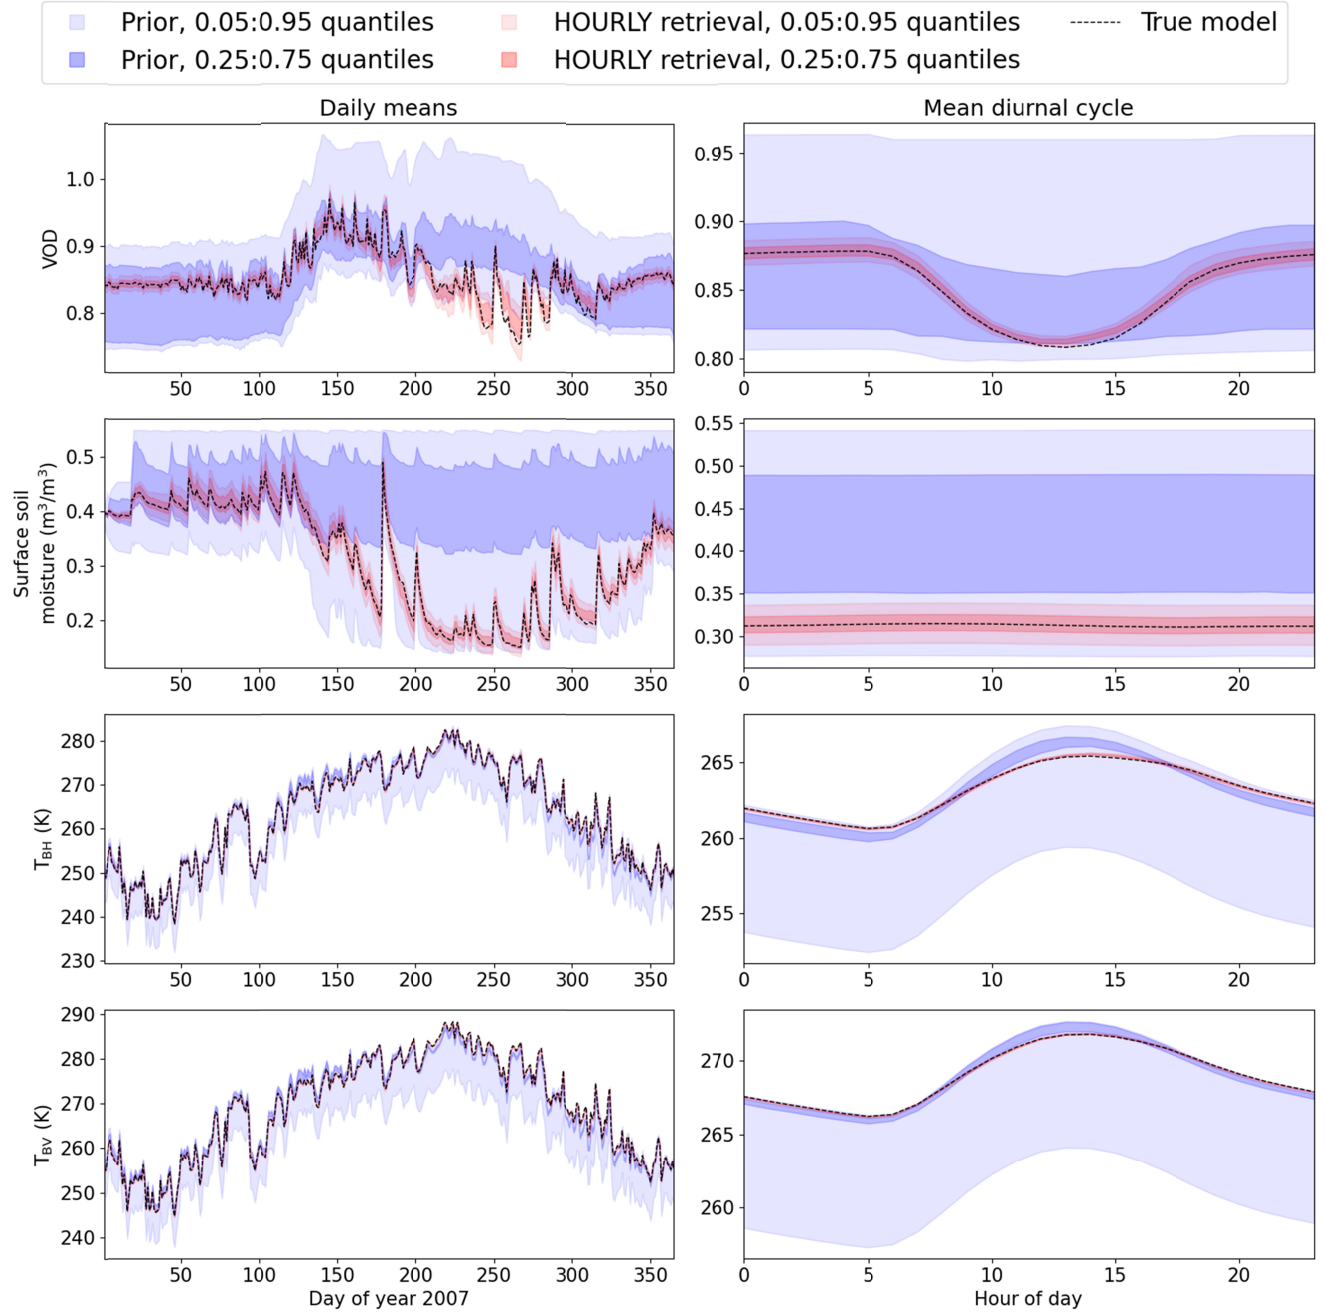 Prior, 0.05:0.95 quantiles HOURLY retrieval, 0.05:0.95 quantiles True model
Prior, 0.25:0.75 quantiles HOURLY retrieval, 0.25:0.75 quantiles
Daily means Mean diurnal cycle
VOD
1.0
0.9
0.8
50 100 150 200 250 300 350
0.95
0.90
0.85
0.80
0 5 10 15 20
Surface soil
moisture (m³/m³)
0.5
0.4
0.3
0.2
50 100 150 200 250 300 350
0.55
0.50
0.45
0.40
0.35
0.30
0 5 10 15 20
T_BH (K)
280
270
260
250
240
230
50 100 150 200 250 300 350
265
260
255
0 5 10 15 20
T_BV (K)
290
280
270
260
250
240
50 100 150 200 250 300 350
Day of year 2007
270
265
260
0 5 10 15 20
Hour of day